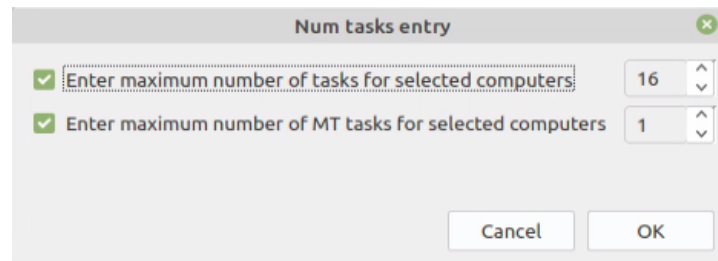 Num tasks entry
Enter maximum number of tasks for selected computers 16
Enter maximum number of MT tasks for selected computers 1
Cancel OK